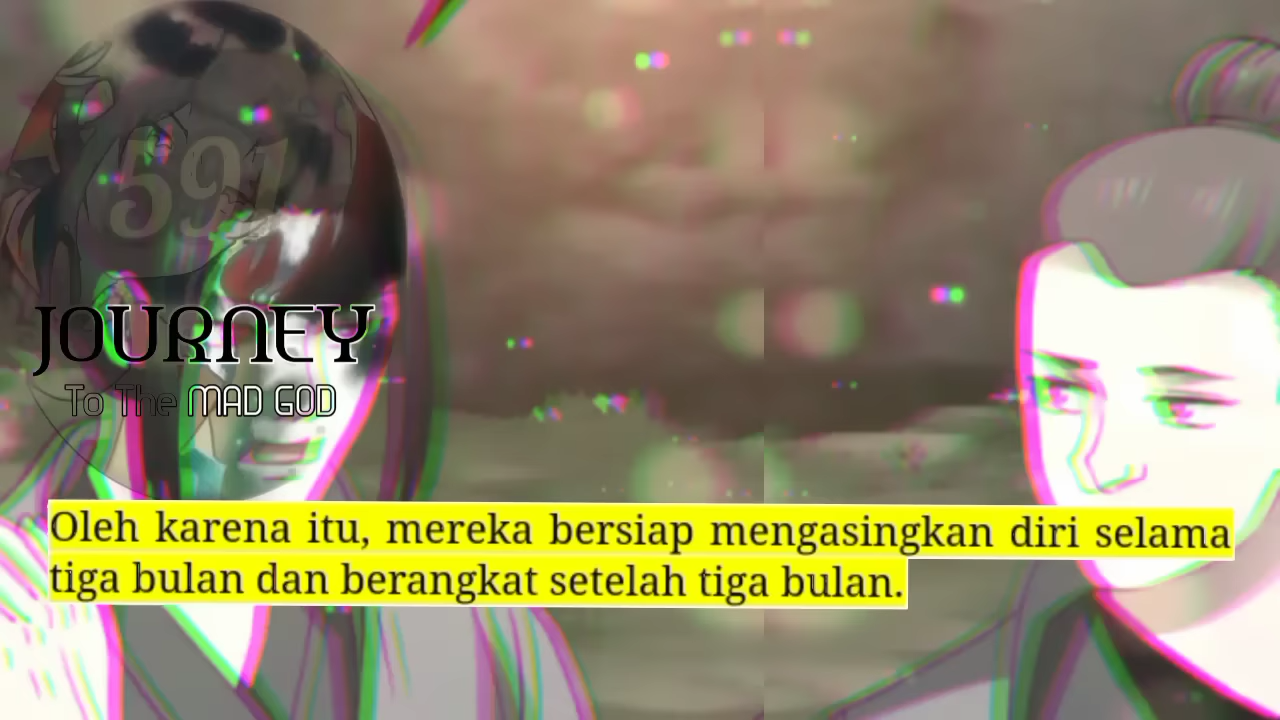 591
JOURNEY
To The MAD GOD
Oleh karena itu, mereka bersiap mengasingkan diri selama
tiga bulan dan berangkat setelah tiga bulan.